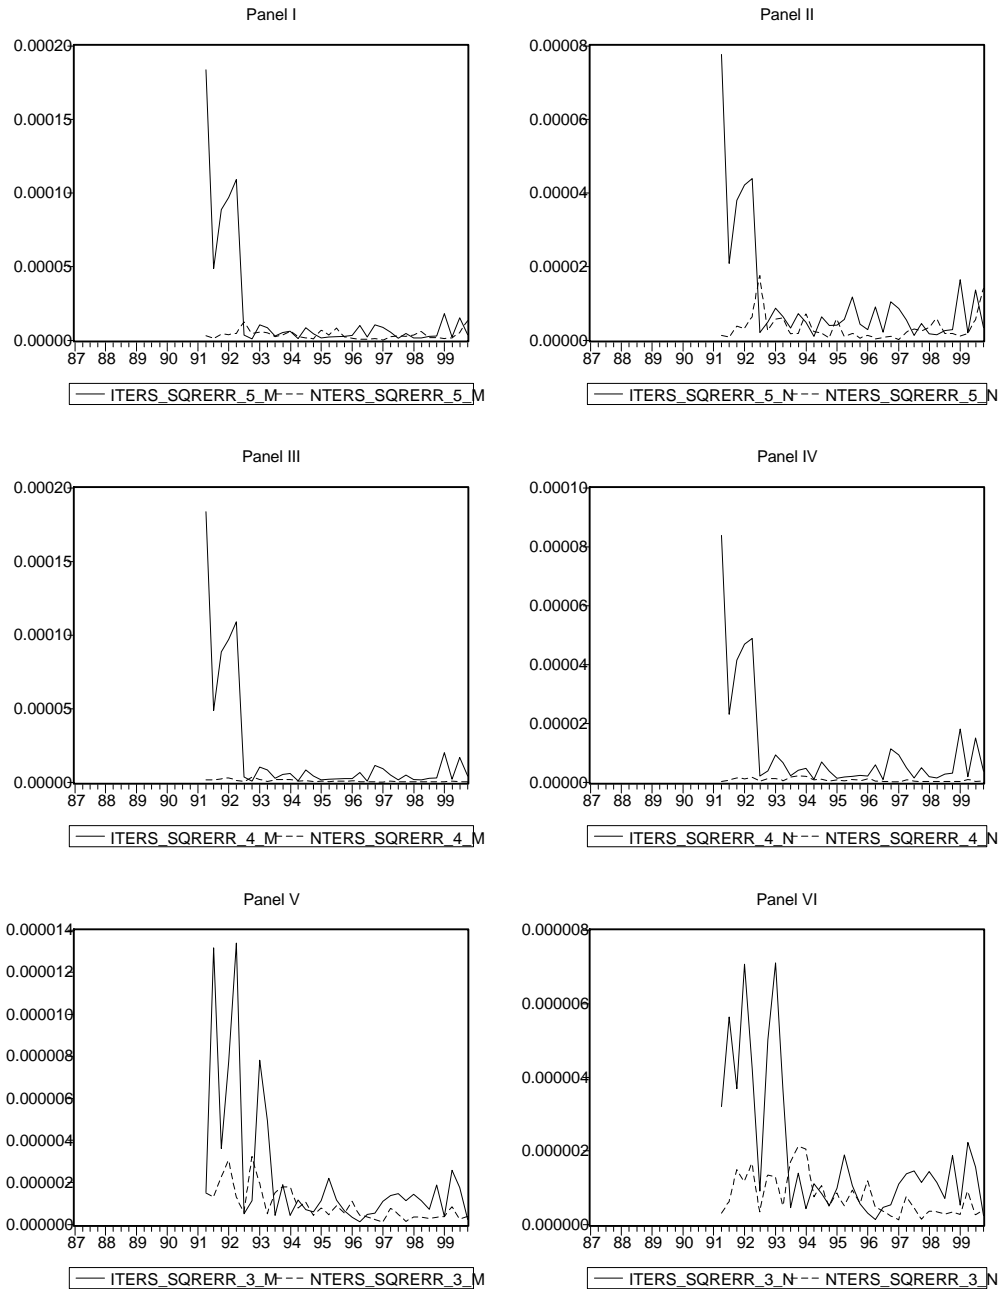 Panel I
0.00020
0.00015
0.00010
0.00005
0.00000
87 88 89 90 91 92 93 94 95 96 97 98 99
ITERS_SQRERR_5_M NTERS_SQRERR_5_M
Panel II
0.00008
0.00006
0.00004
0.00002
0.00000
87 88 89 90 91 92 93 94 95 96 97 98 99
ITERS_SQRERR_5_N NTERS_SQRERR_5_N
Panel III
0.00020
0.00015
0.00010
0.00005
0.00000
87 88 89 90 91 92 93 94 95 96 97 98 99
ITERS_SQRERR_4_M NTERS_SQRERR_4_M
Panel IV
0.00010
0.00008
0.00006
0.00004
0.00002
0.00000
87 88 89 90 91 92 93 94 95 96 97 98 99
ITERS_SQRERR_4_N NTERS_SQRERR_4_N
Panel V
0.000014
0.000012
0.000010
0.000008
0.000006
0.000004
0.000002
0.000000
87 88 89 90 91 92 93 94 95 96 97 98 99
ITERS_SQRERR_3_M NTERS_SQRERR_3_M
Panel VI
0.000008
0.000006
0.000004
0.000002
0.000000
87 88 89 90 91 92 93 94 95 96 97 98 99
ITERS_SQRERR_3_N NTERS_SQRERR_3_N